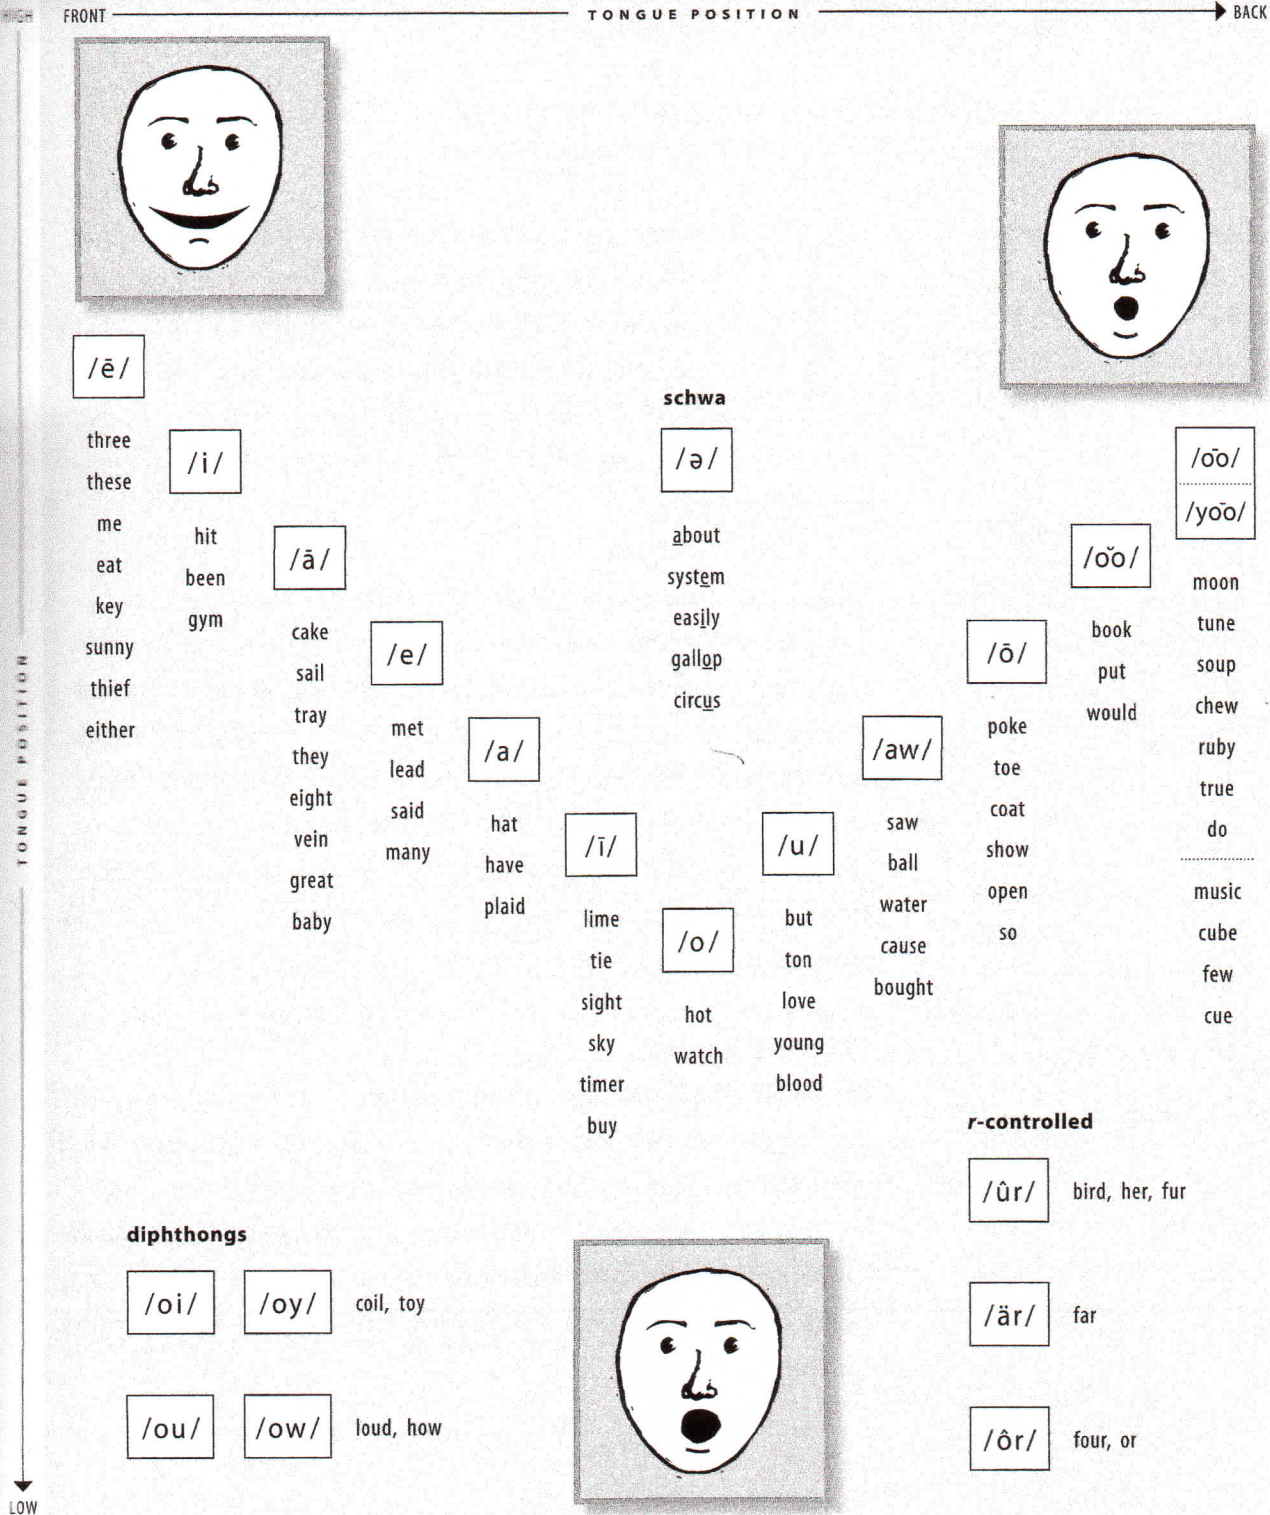 HIGH
FRONT
TONGUE POSITION
BACK
TONGUE POSITION
LOW
/ē/
three
these
me
eat
key
sunny
thief
either
/i/
hit
been
gym
/ā/
cake
sail
tray
they
eight
vein
great
baby
/e/
met
lead
said
many
/a/
hat
have
plaid
/ī/
lime
tie
sight
sky
timer
buy
schwa
/ə/
about
system
easily
gallop
circus
/o/
hot
watch
/u/
but
ton
love
young
blood
/aw/
saw
ball
water
cause
bought
/ō/
poke
toe
coat
show
open
so
/o͝o/
book
put
would
/o͞o/
/yo͞o/
moon
tune
soup
chew
ruby
true
do
music
cube
few
cue
diphthongs
/oi/ /oy/ coil, toy
/ou/ /ow/ loud, how
r-controlled
/ûr/ bird, her, fur
/är/ far
/ôr/ four, or